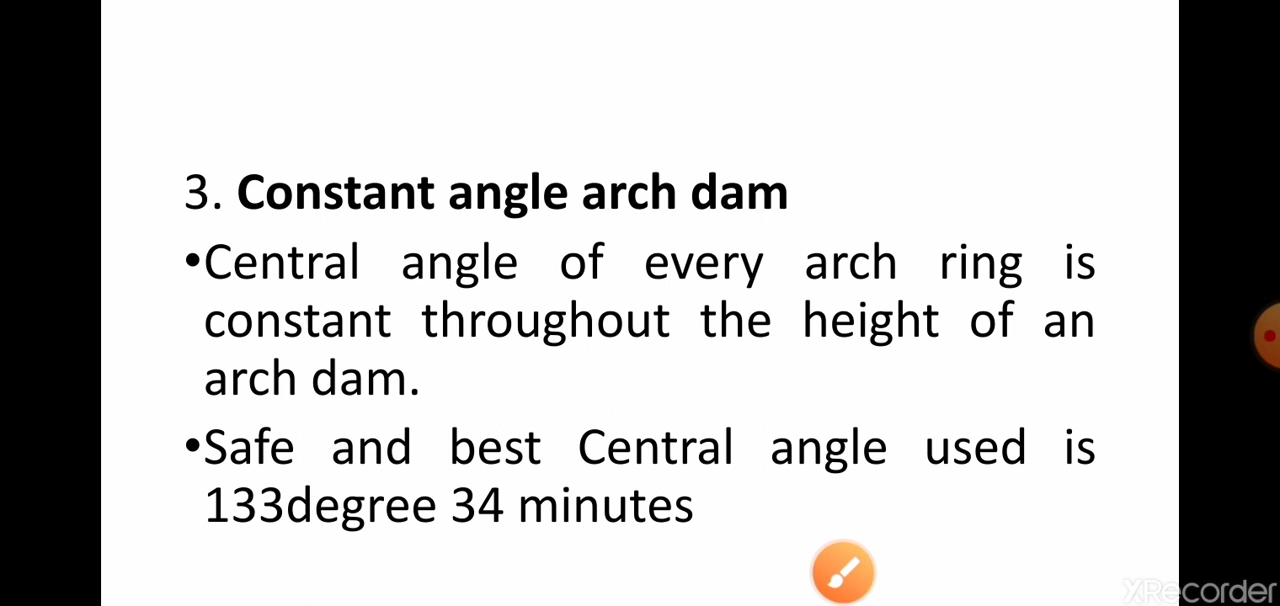 3. Constant angle arch dam
•Central angle of every arch ring is
constant throughout the height of an
arch dam.
•Safe and best Central angle used is
133degree 34 minutes
XRecorder